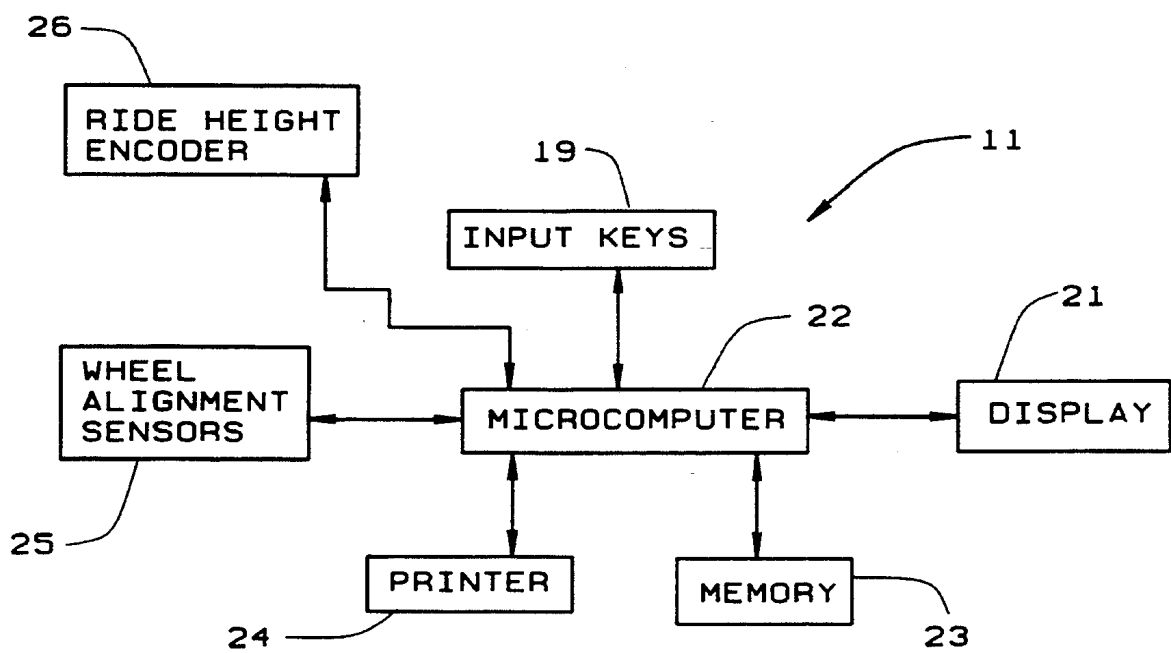 26
RIDE HEIGHT
ENCODER
19
11
INPUT KEYS
22
21
WHEEL
ALIGNMENT
SENSORS
MICROCOMPUTER
DISPLAY
25
PRINTER
MEMORY
24
23